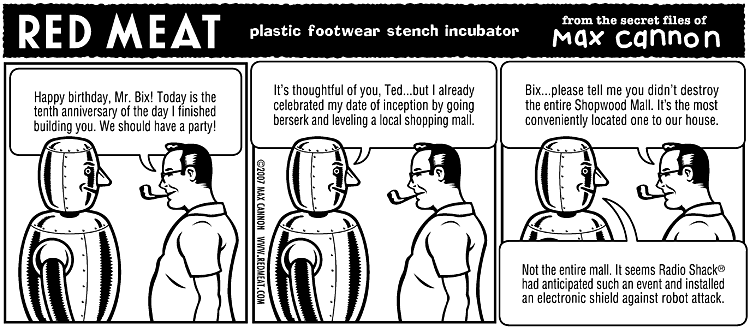 RED MEAT
plastic footwear stench incubator
from the secret files of
Max cannon
Happy birthday, Mr. Bix! Today is the
tenth anniversary of the day I finished
building you. We should have a party!
It's thoughtful of you, Ted...but I already
celebrated my date of inception by going
berserk and leveling a local shopping mall.
©2007 MAX CANNON WWW.REDMEAT.COM
Bix...please tell me you didn't destroy
the entire Shopwood Mall. It's the most
conveniently located one to our house.
Not the entire mall. It seems Radio Shack®
had anticipated such an event and installed
an electronic shield against robot attack.